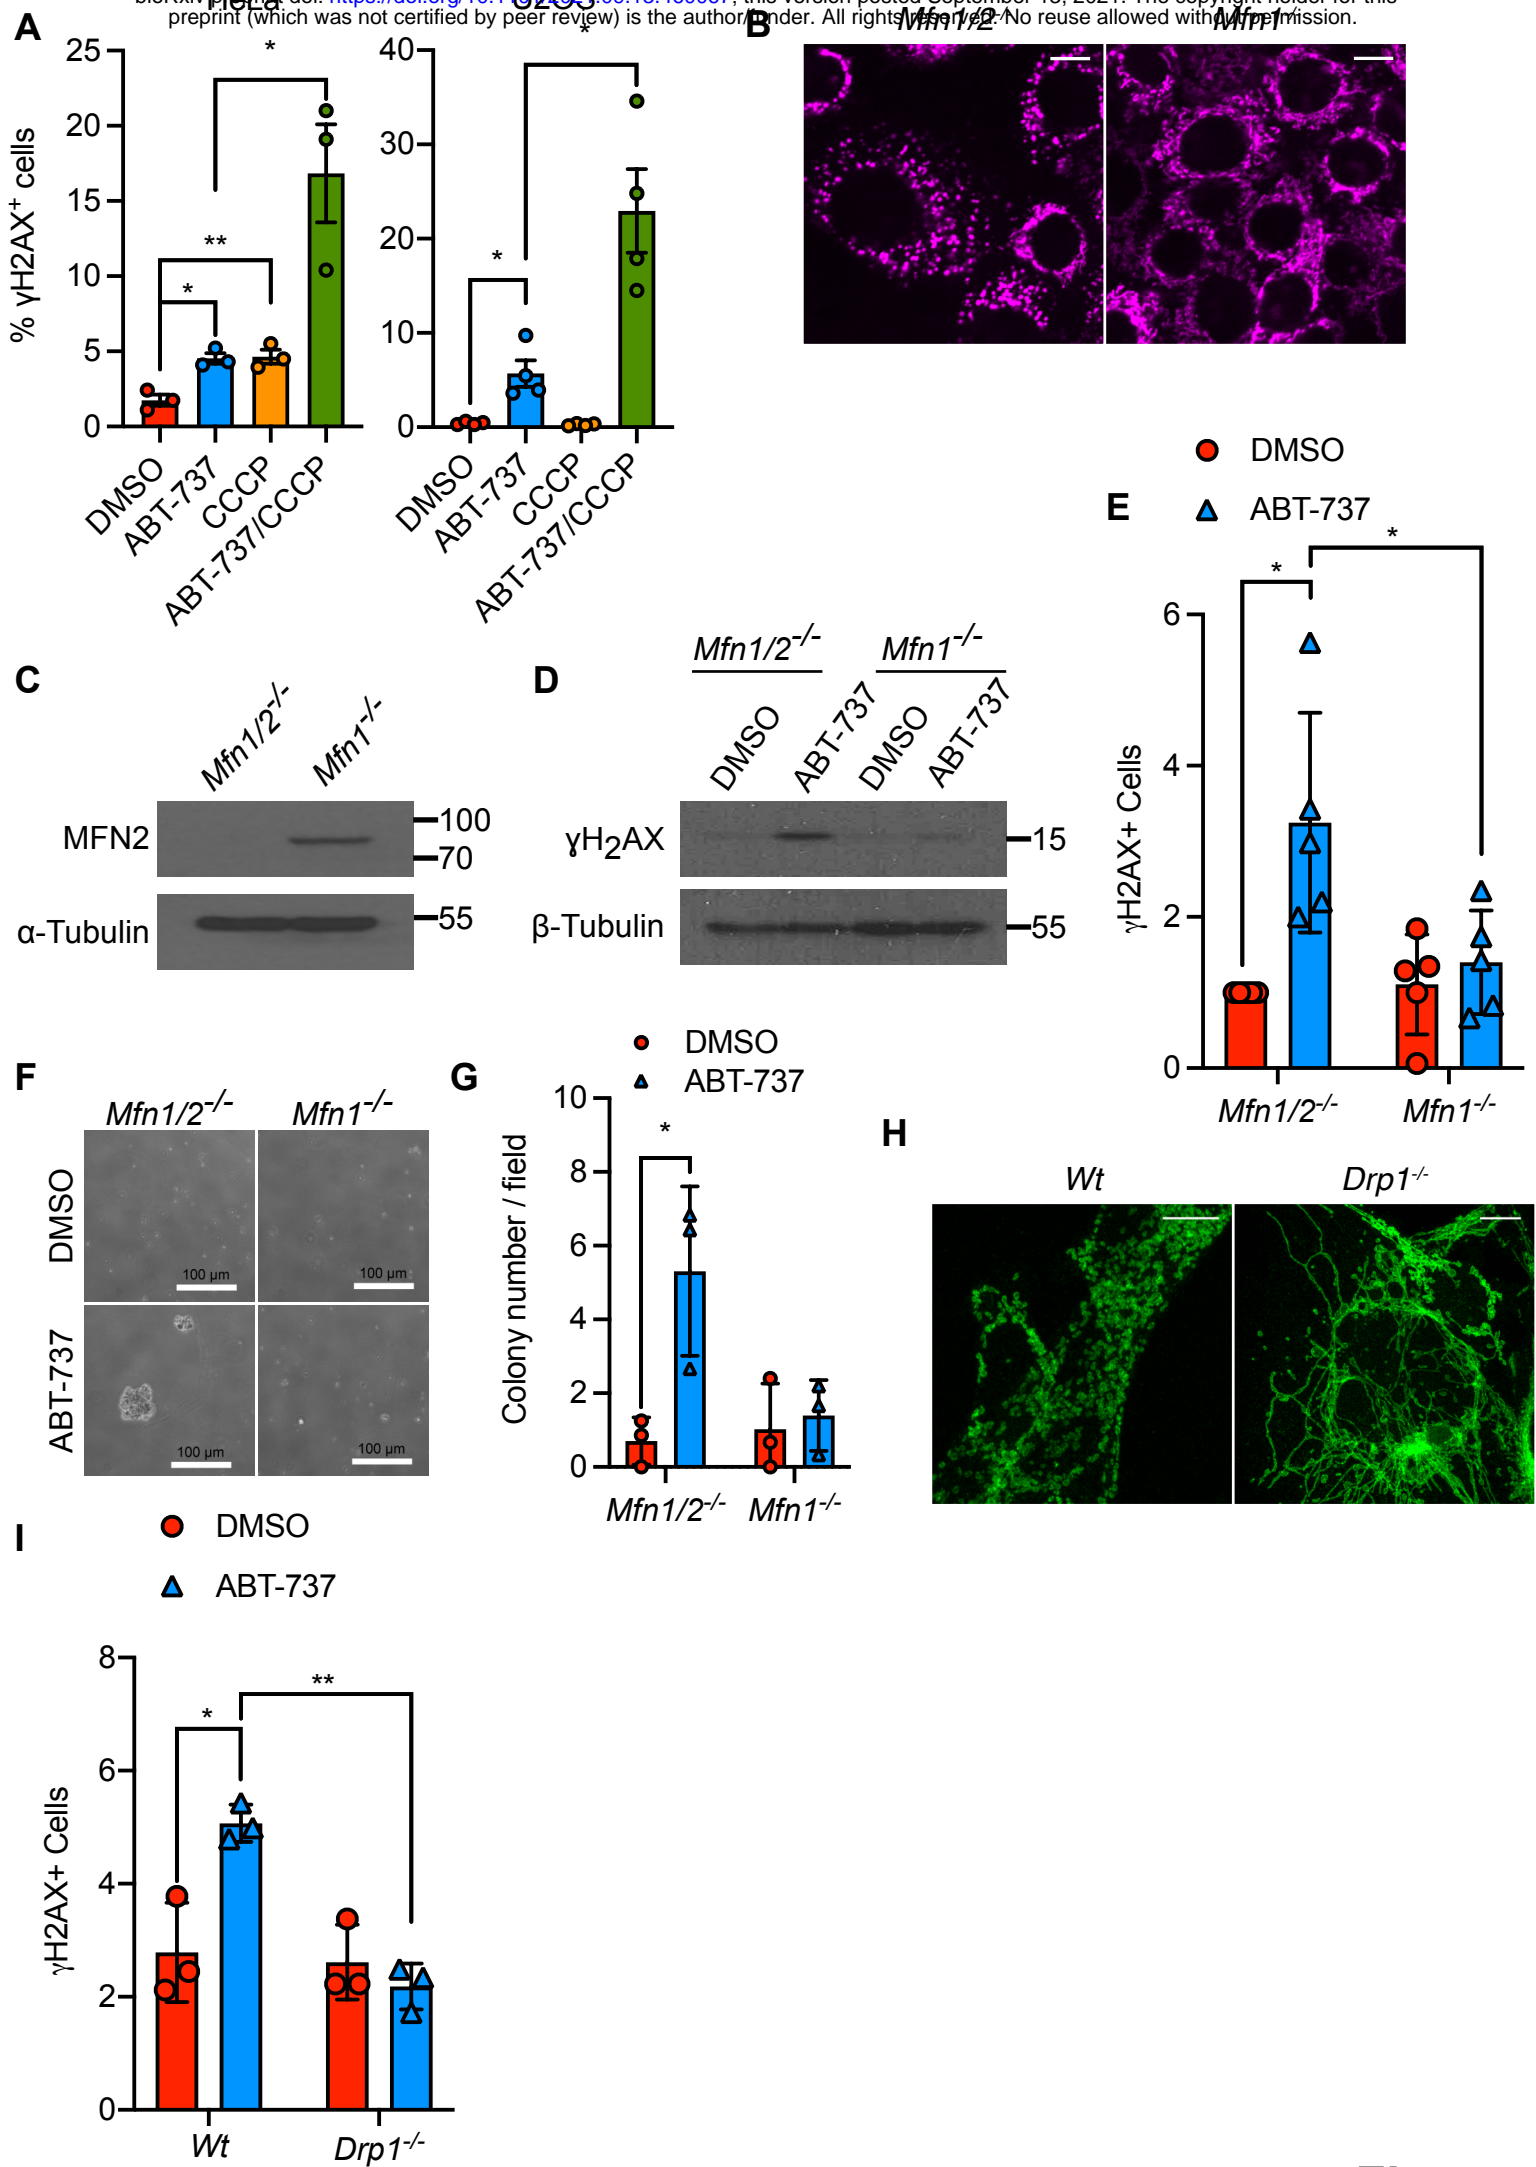 preprint (which was not certified by peer review) is the author/funder. All rights reserved. No reuse allowed without permission.
A
HeLa
U2OS
% γH2AX+ cells
25
20
15
10
5
0
*
**
*
DMSO
ABT-737
CCCP
ABT-737/CCCP
40
30
20
10
0
*
*
DMSO
ABT-737
CCCP
ABT-737/CCCP
B
Mfn1/2-/-
Mfn1-/-
C
Mfn1/2-/-
Mfn1-/-
MFN2
100
70
α-Tubulin
55
D
Mfn1/2-/-
Mfn1-/-
DMSO
ABT-737
DMSO
ABT-737
γH2AX
15
β-Tubulin
55
E
DMSO
ABT-737
γH2AX+ Cells
6
4
2
0
*
*
Mfn1/2-/-
Mfn1-/-
F
Mfn1/2-/-
Mfn1-/-
DMSO
ABT-737
100 µm
100 µm
100 µm
100 µm
G
DMSO
ABT-737
Colony number / field
10
8
6
4
2
0
*
Mfn1/2-/-
Mfn1-/-
H
Wt
Drp1-/-
I
DMSO
ABT-737
γH2AX+ Cells
8
6
4
2
0
*
**
Wt
Drp1-/-